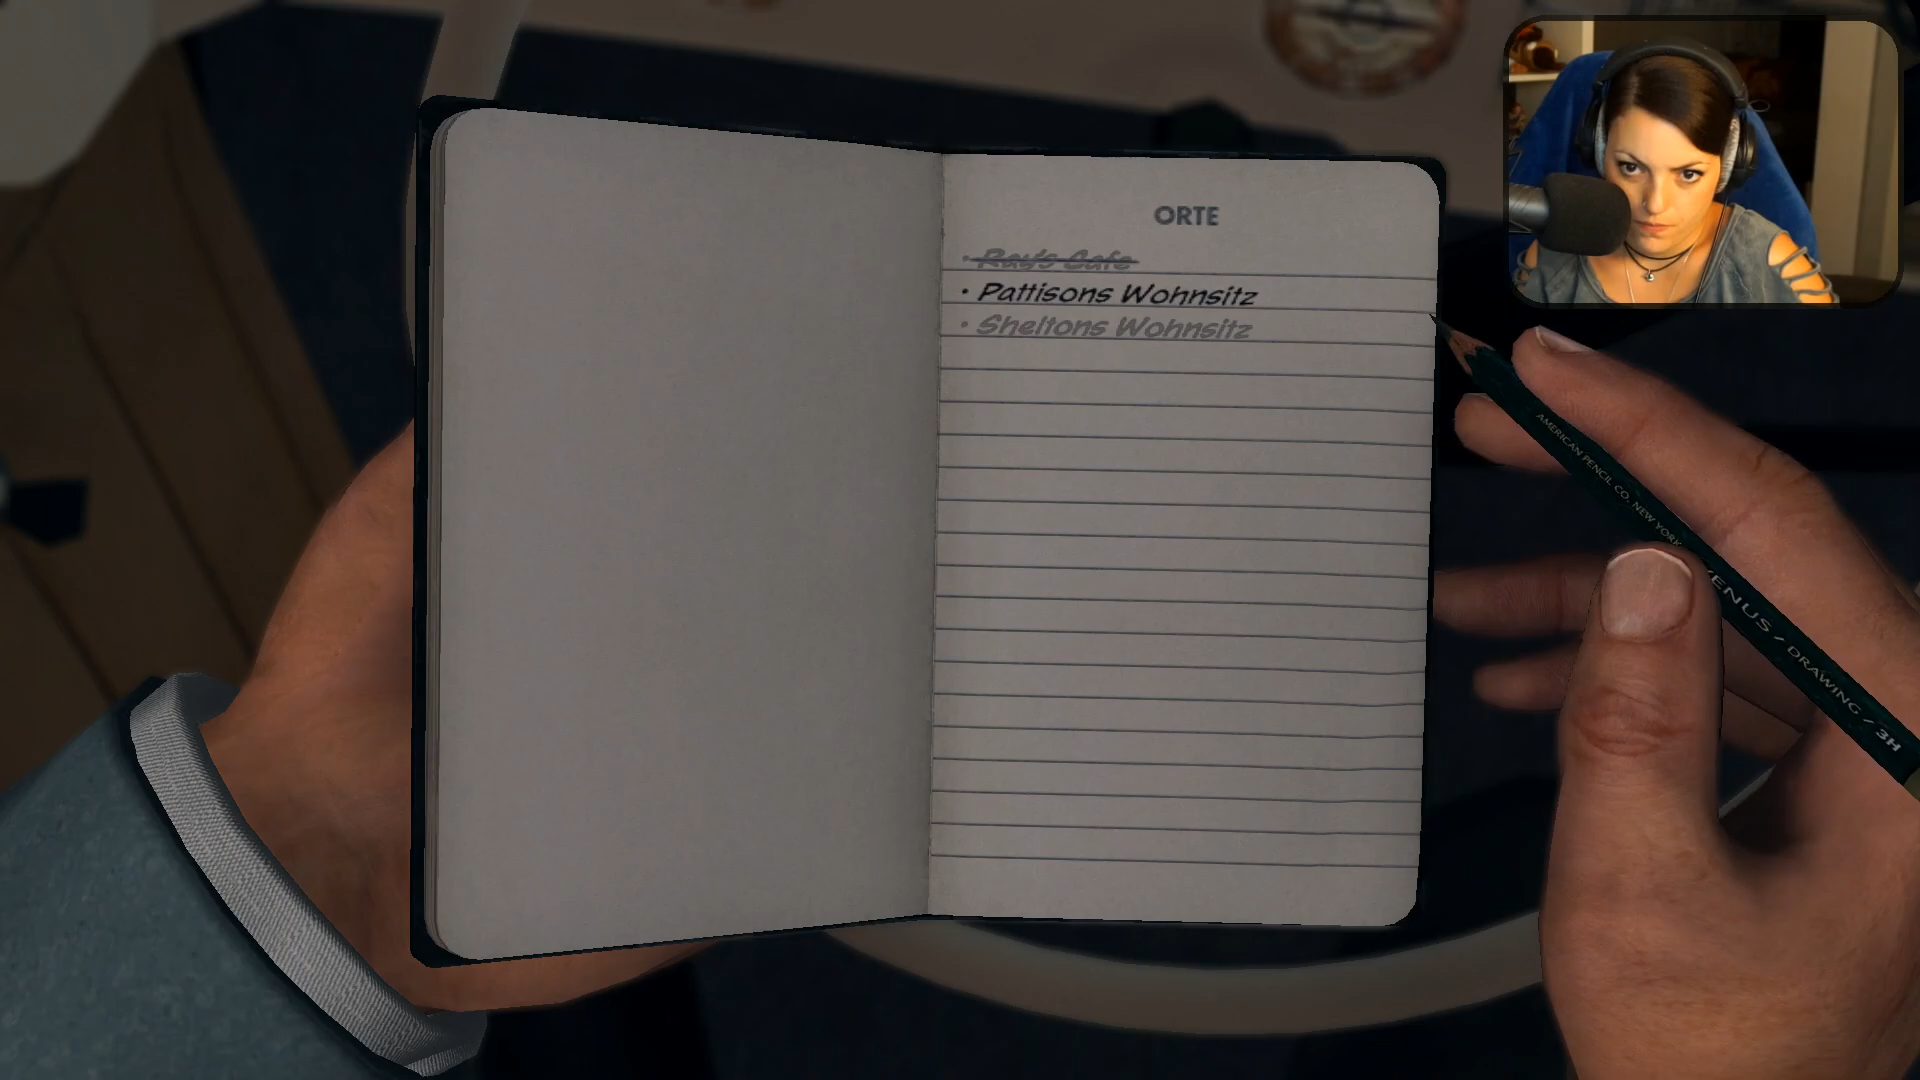 ORTE
• Ray's Cafe
• Pattisons Wohnsitz
• Sheltons Wohnsitz
AMERICAN PENCIL CO. NEW YORK
VENUS / DRAWING / 3H